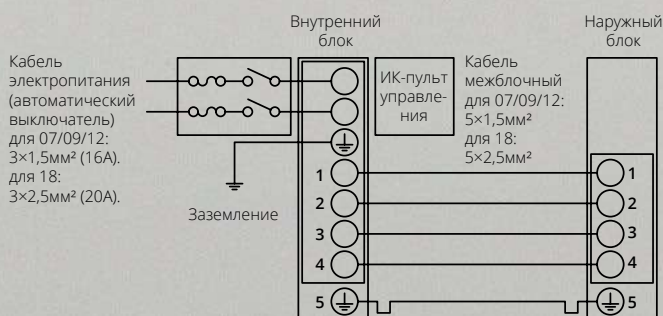 Внутренний
блок
Наружный
блок
Кабель
электропитания
(автоматический
выключатель)
для 07/09/12:
3×1,5мм² (16А).
для 18:
3×2,5мм² (20А).
ИК-пульт
управле-
ния
Кабель
межблочный
для 07/09/12:
5×1,5мм²
для 18:
5×2,5мм²
Заземление
1
2
3
4
5
1
2
3
4
5